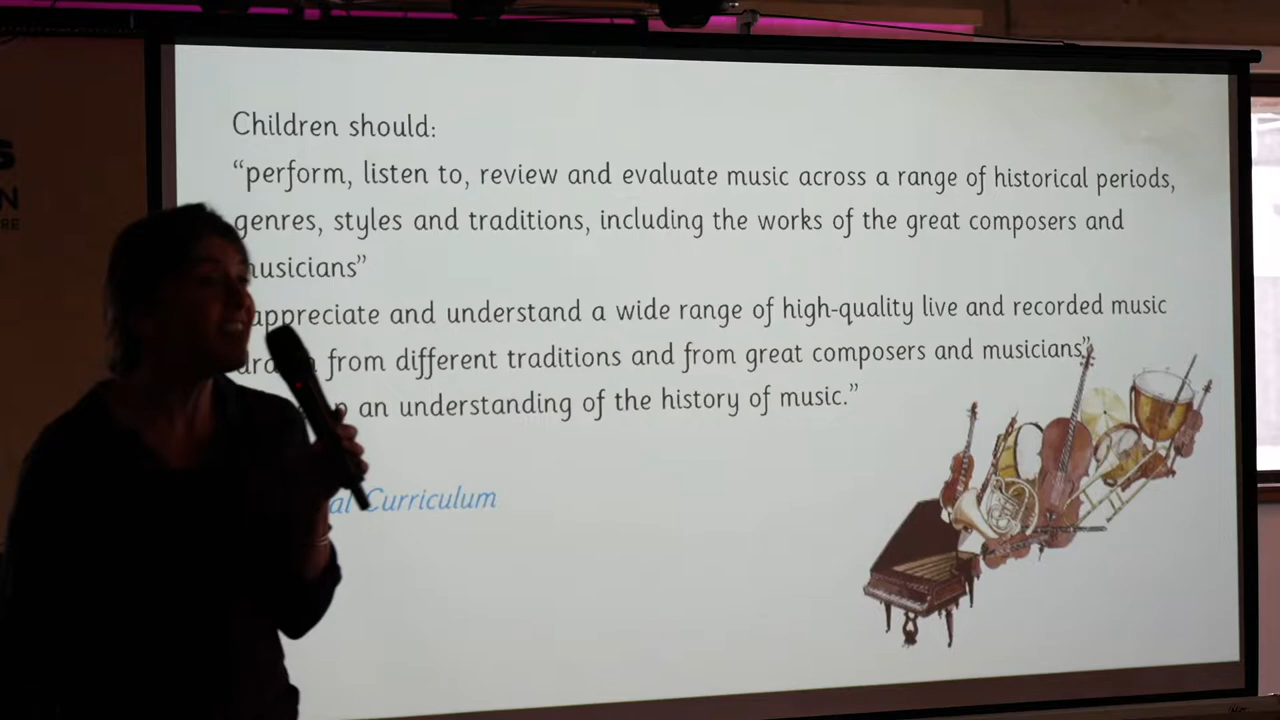 Children should:
“perform, listen to, review and evaluate music across a range of historical periods,
genres, styles and traditions, including the works of the great composers and
musicians”
appreciate and understand a wide range of high-quality live and recorded music
from different traditions and from great composers and musicians”
an understanding of the history of music.”
Curriculum